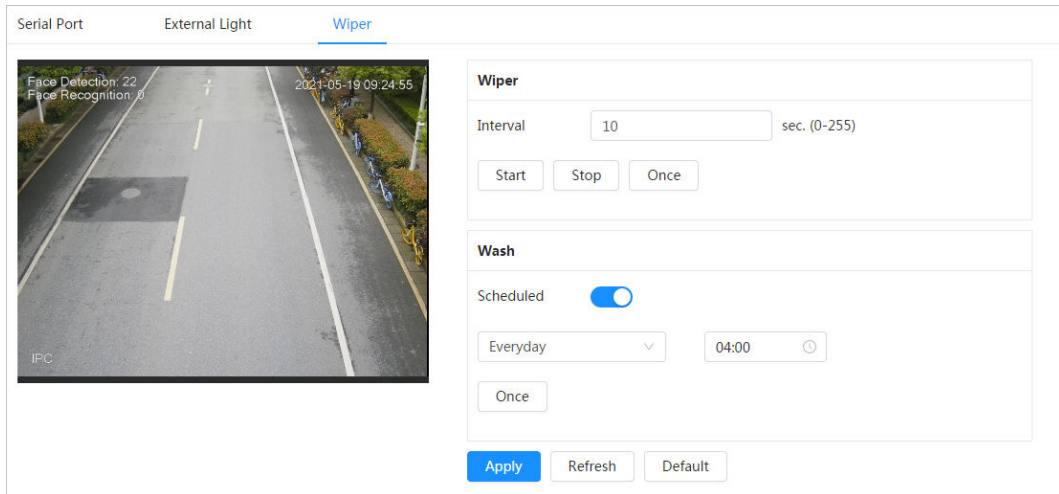 Serial Port External Light Wiper
Face Detection: 22
Face Recognition: 0
2021-05-19 09:24:55
IPC
Wiper
Interval 10 sec. (0-255)
Start Stop Once
Wash
Scheduled
Everyday 04:00
Once
Apply Refresh Default